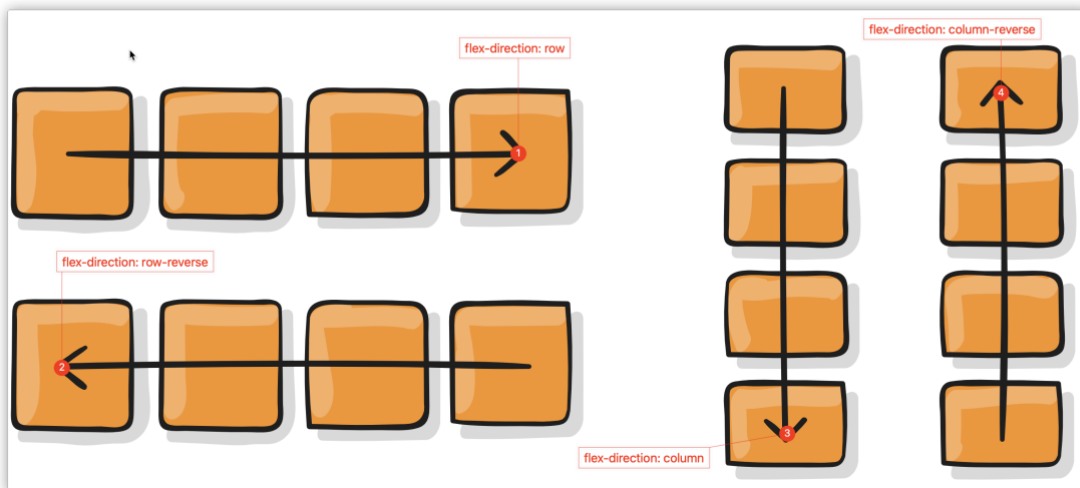 flex-direction: row
1
flex-direction: row-reverse
2
flex-direction: column
3
flex-direction: column-reverse
4